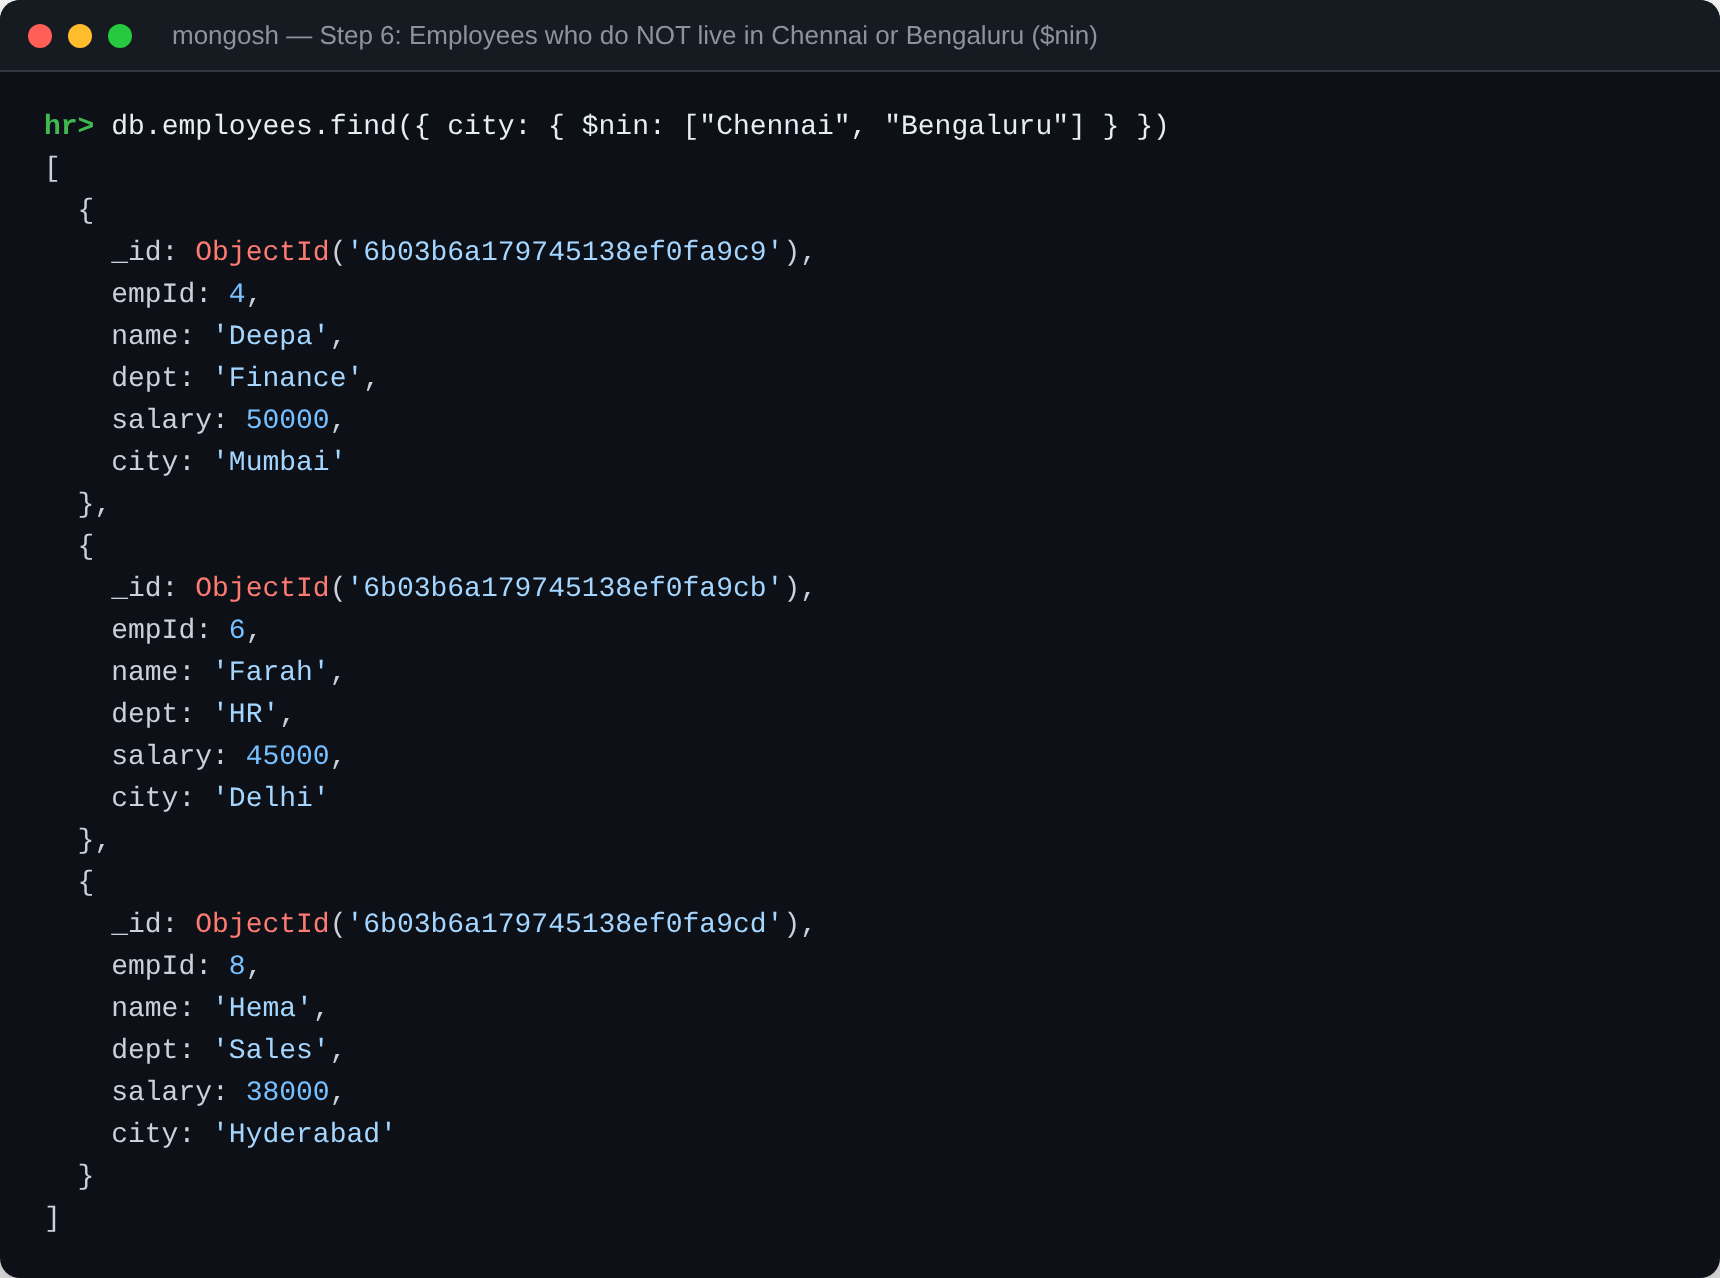 mongosh — Step 6: Employees who do NOT live in Chennai or Bengaluru ($nin)
hr> db.employees.find({ city: { $nin: ["Chennai", "Bengaluru"] } })
[
  {
    _id: ObjectId('6b03b6a179745138ef0fa9c9'),
    empId: 4,
    name: 'Deepa',
    dept: 'Finance',
    salary: 50000,
    city: 'Mumbai'
  },
  {
    _id: ObjectId('6b03b6a179745138ef0fa9cb'),
    empId: 6,
    name: 'Farah',
    dept: 'HR',
    salary: 45000,
    city: 'Delhi'
  },
  {
    _id: ObjectId('6b03b6a179745138ef0fa9cd'),
    empId: 8,
    name: 'Hema',
    dept: 'Sales',
    salary: 38000,
    city: 'Hyderabad'
  }
]